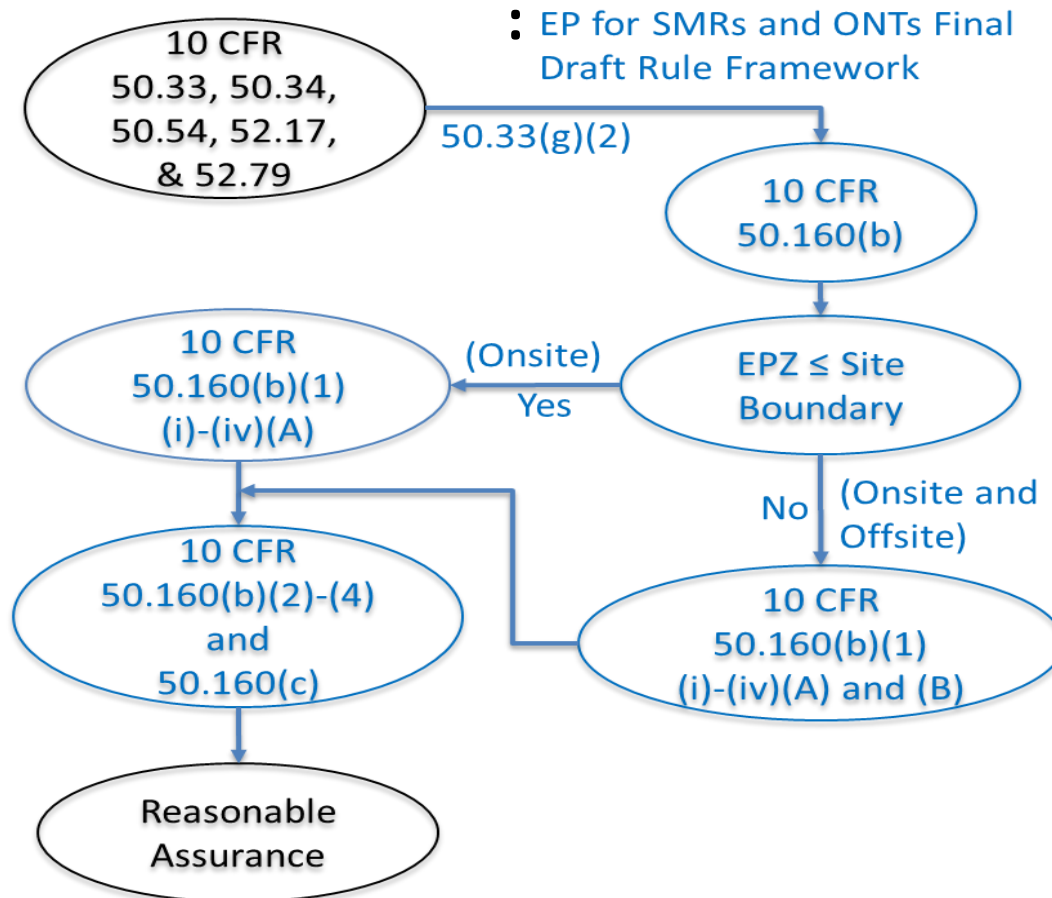 : EP for SMRs and ONTs Final
Draft Rule Framework
10 CFR
50.33, 50.34,
50.54, 52.17,
& 52.79
50.33(g)(2)
10 CFR
50.160(b)
EPZ ≤ Site
Boundary
(Onsite)
Yes
10 CFR
50.160(b)(1)
(i)-(iv)(A)
No
(Onsite and
Offsite)
10 CFR
50.160(b)(1)
(i)-(iv)(A) and (B)
10 CFR
50.160(b)(2)-(4)
and
50.160(c)
Reasonable
Assurance